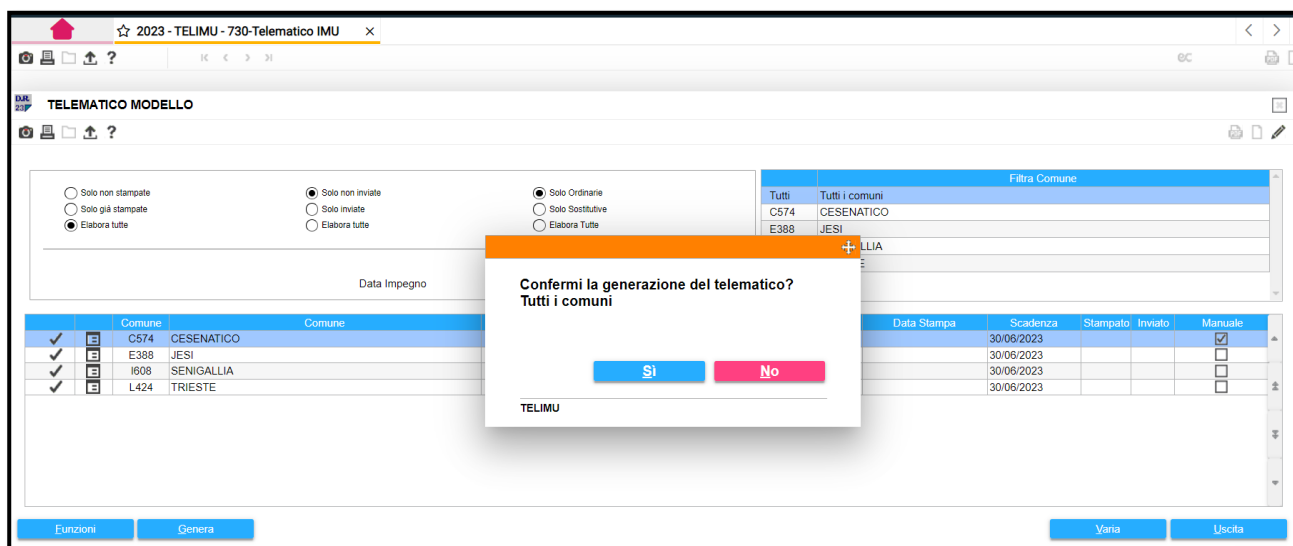 2023 - TELIMU - 730-Telematico IMU
ec
D.R.
23
TELEMATICO MODELLO
Solo non stampate
Solo già stampate
Elabora tutte
Solo non inviate
Solo inviate
Elabora tutte
Solo Ordinarie
Solo Sostitutive
Elabora Tutte
Data Impegno
Filtra Comune
Tutti Tutti i comuni
C574 CESENATICO
E388 JESI
LLIA
Confermi la generazione del telematico?
Tutti i comuni
Sì No
TELIMU
Comune Comune Data Stampa Scadenza Stampato Inviato Manuale
C574 CESENATICO 30/06/2023
E388 JESI 30/06/2023
I608 SENIGALLIA 30/06/2023
L424 TRIESTE 30/06/2023
Funzioni Genera Varia Uscita